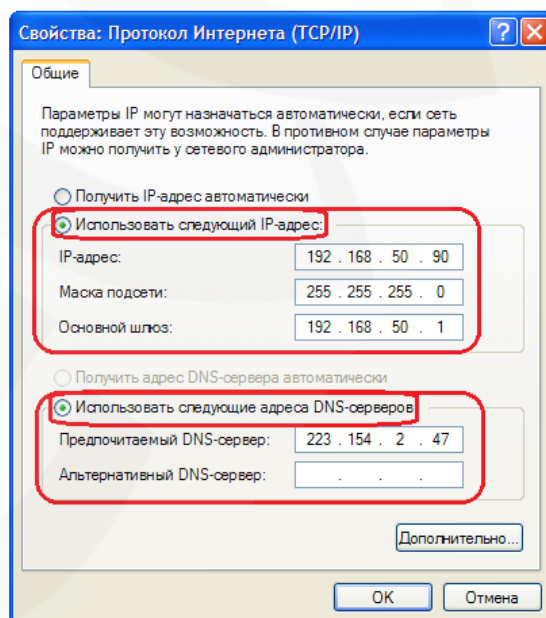 Свойства: Протокол Интернета (TCP/IP)
Общие
Параметры IP могут назначаться автоматически, если сеть
поддерживает эту возможность. В противном случае параметры
IP можно получить у сетевого администратора.
Получить IP-адрес автоматически
Использовать следующий IP-адрес:
IP-адрес: 192 . 168 . 50 . 90
Маска подсети: 255 . 255 . 255 . 0
Основной шлюз: 192 . 168 . 50 . 1
Получить адрес DNS-сервера автоматически
Использовать следующие адреса DNS-серверов
Предпочитаемый DNS-сервер: 223 . 154 . 2 . 47
Альтернативный DNS-сервер: . . .
Дополнительно...
OK Отмена